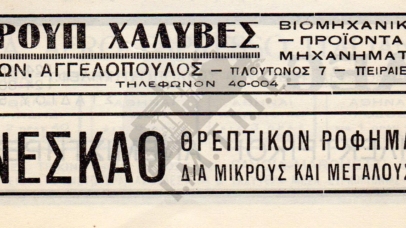 ΡΟΥΠ ΧΑΛΥΒΕΣ
ΒΙΟΜΗΧΑΝΙΚ
— ΠΡΟΪΟΝΤΑ
ΜΗΧΑΝΗΜΑΤ
ΩΝ. ΑΓΓΕΛΟΠΟΥΛΟΣ — ΠΛΟΥΤΩΝΟΣ 7 — ΠΕΙΡΑΙΕ
ΤΗΛΕΦΩΝΟΝ 40-004
ΝΕΣΚΑΟ
ΘΡΕΠΤΙΚΟΝ ΡΟΦΗΜΑ
ΔΙΑ ΜΙΚΡΟΥΣ ΚΑΙ ΜΕΓΑΛΟΥΣ